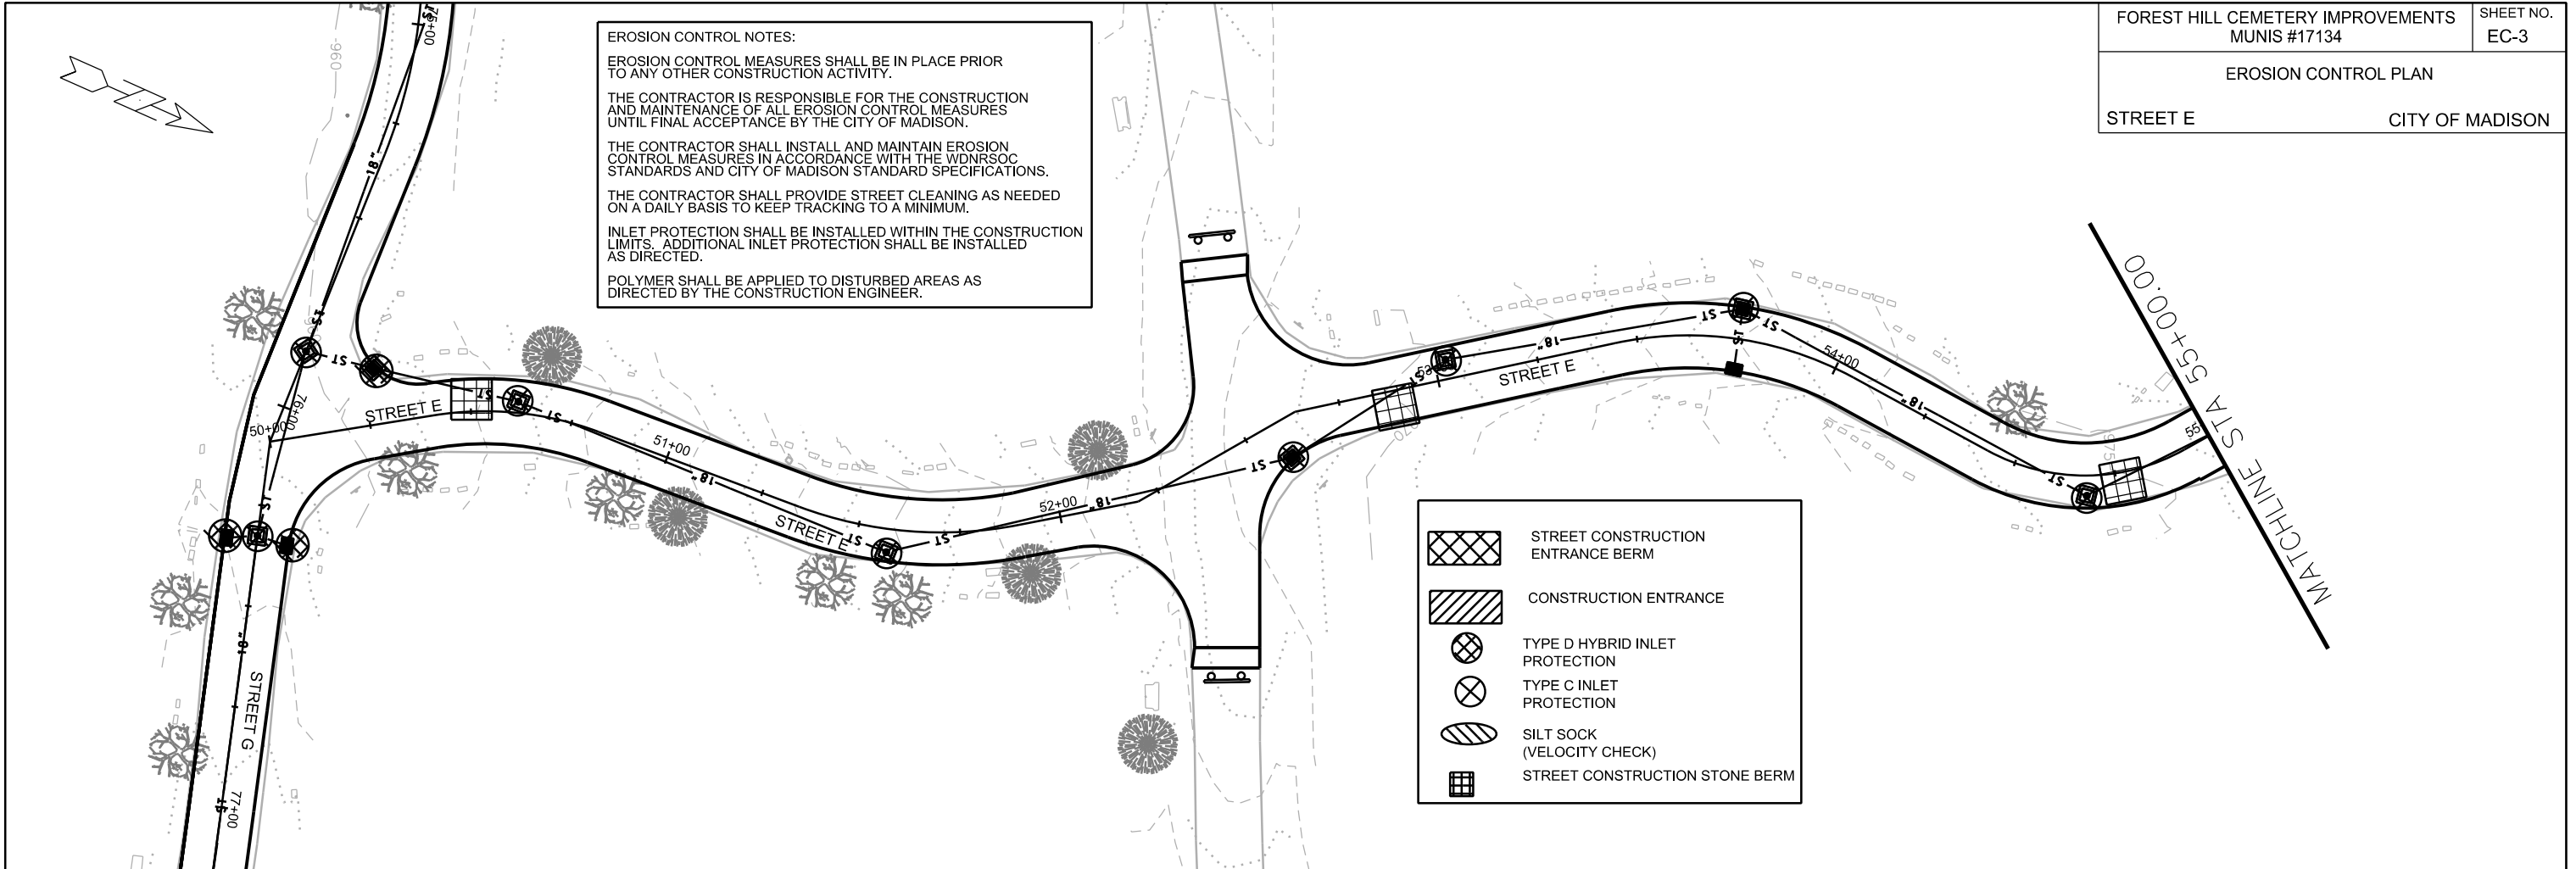 FOREST HILL CEMETERY IMPROVEMENTS
MUNIS #17134
SHEET NO.
EC-3
EROSION CONTROL PLAN
STREET E
CITY OF MADISON
EROSION CONTROL NOTES:
EROSION CONTROL MEASURES SHALL BE IN PLACE PRIOR
TO ANY OTHER CONSTRUCTION ACTIVITY.
THE CONTRACTOR IS RESPONSIBLE FOR THE CONSTRUCTION
AND MAINTENANCE OF ALL EROSION CONTROL MEASURES
UNTIL FINAL ACCEPTANCE BY THE CITY OF MADISON.
THE CONTRACTOR SHALL INSTALL AND MAINTAIN EROSION
CONTROL MEASURES IN ACCORDANCE WITH THE WDNRSOC
STANDARDS AND CITY OF MADISON STANDARD SPECIFICATIONS.
THE CONTRACTOR SHALL PROVIDE STREET CLEANING AS NEEDED
ON A DAILY BASIS TO KEEP TRACKING TO A MINIMUM.
INLET PROTECTION SHALL BE INSTALLED WITHIN THE CONSTRUCTION
LIMITS.  ADDITIONAL INLET PROTECTION SHALL BE INSTALLED
AS DIRECTED.
POLYMER SHALL BE APPLIED TO DISTURBED AREAS AS
DIRECTED BY THE CONSTRUCTION ENGINEER.
960
ST
75+00
18"
ST
ST
76+00
50+00
STREET E
ST
ST
ST
18"
STREET G
ST
77+00
51+00
18"
STREET E
ST
ST
52+00
18"
ST
970
ST
18"
STREET E
ST
ST
ST
54+00
18"
ST
975
55
MATCHLINE STA 55+00.00
STREET CONSTRUCTION
ENTRANCE BERM
CONSTRUCTION ENTRANCE
TYPE D HYBRID INLET
PROTECTION
TYPE C INLET
PROTECTION
SILT SOCK
(VELOCITY CHECK)
STREET CONSTRUCTION STONE BERM